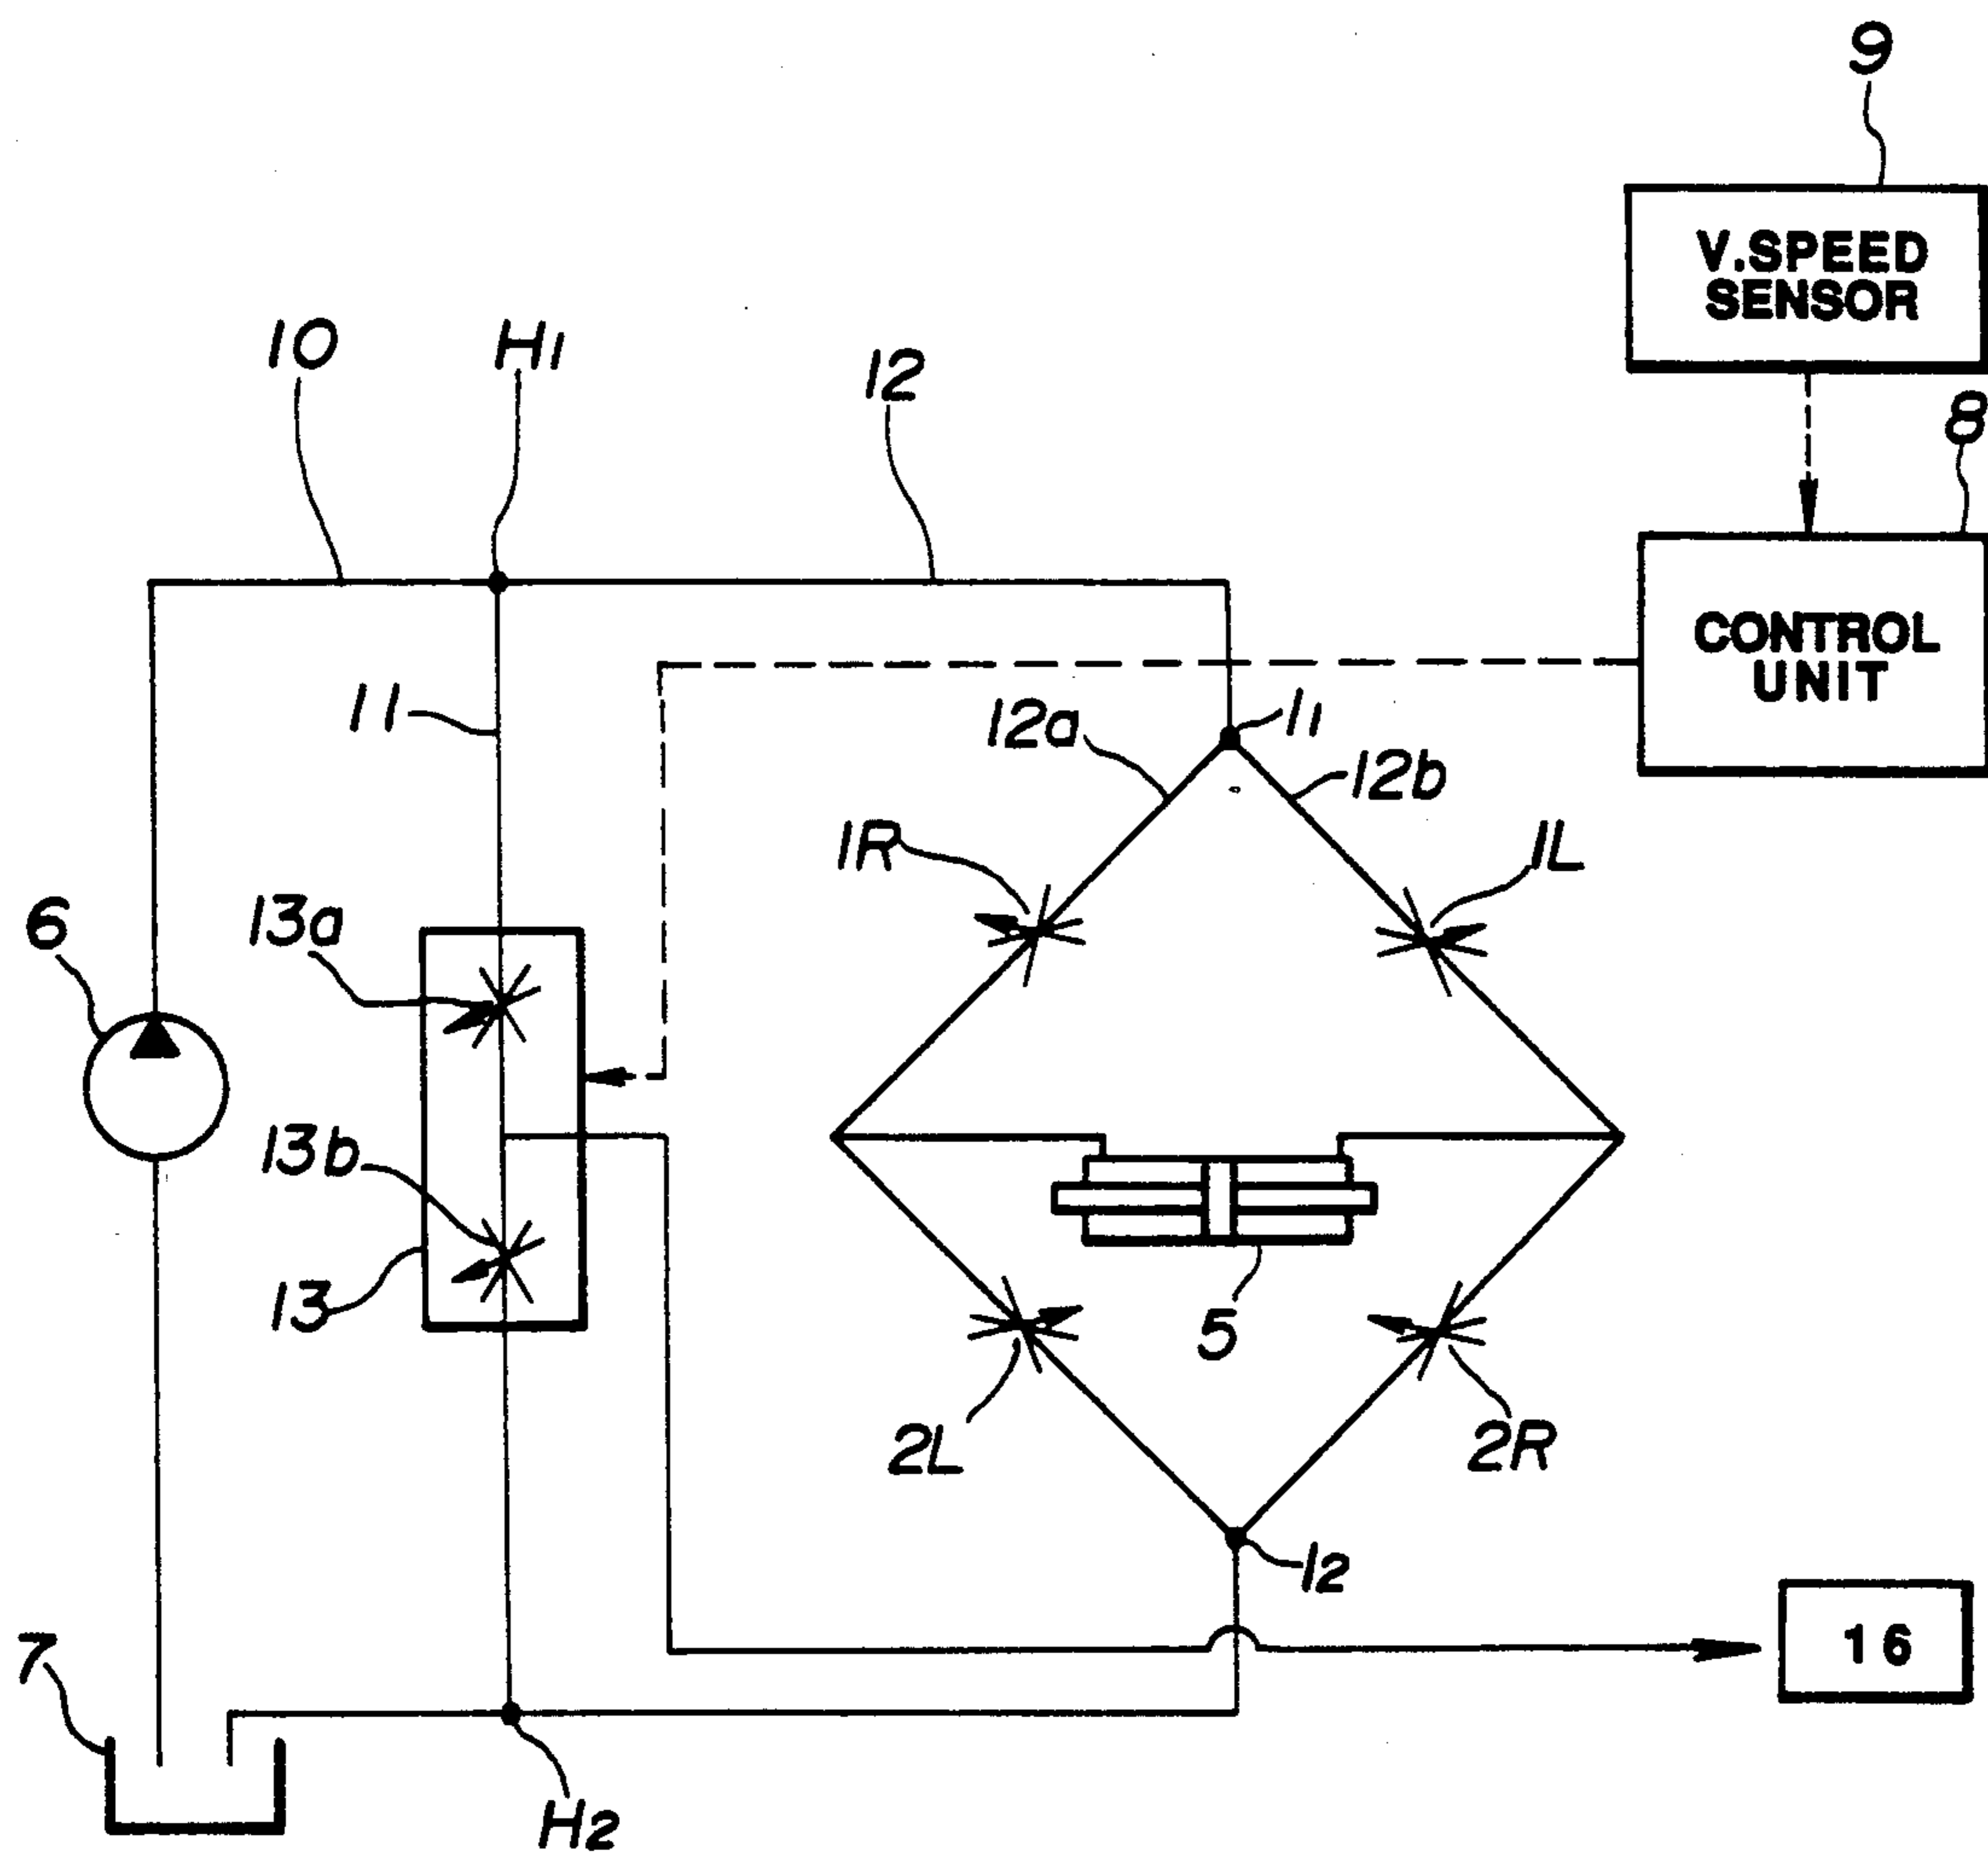 9
V.SPEED
SENSOR
10
H1
12
8
CONTROL
UNIT
11
12a
I1
12b
1R
1L
6
13a
13b
13
5
2L
2R
I2
7
16
H2